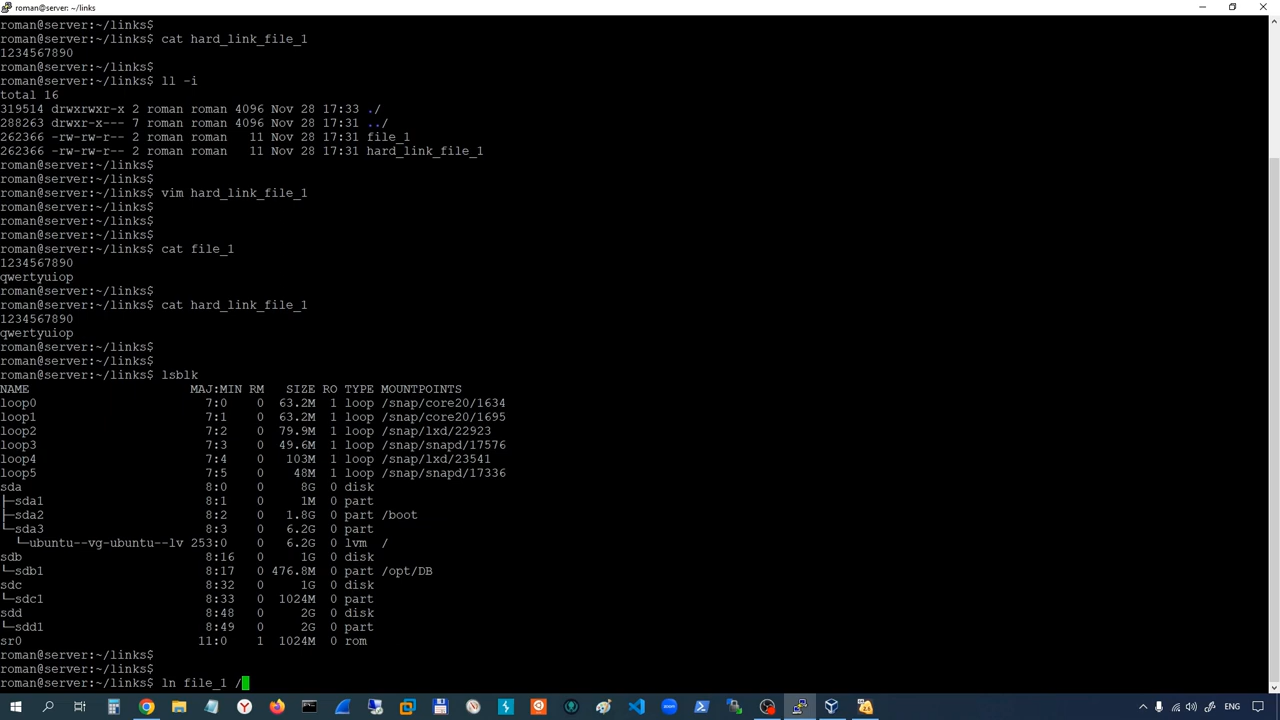 roman@server: ~/links
roman@server:~/links$
roman@server:~/links$ cat hard_link_file_1
1234567890
roman@server:~/links$
roman@server:~/links$ ll -i
total 16
319514 drwxrwxr-x 2 roman roman 4096 Nov 28 17:33 ./
288263 drwxr-x--- 7 roman roman 4096 Nov 28 17:31 ../
262366 -rw-rw-r-- 2 roman roman   11 Nov 28 17:31 file_1
262366 -rw-rw-r-- 2 roman roman   11 Nov 28 17:31 hard_link_file_1
roman@server:~/links$
roman@server:~/links$
roman@server:~/links$ vim hard_link_file_1
roman@server:~/links$
roman@server:~/links$
roman@server:~/links$
roman@server:~/links$ cat file_1
1234567890
qwertyuiop
roman@server:~/links$
roman@server:~/links$ cat hard_link_file_1
1234567890
qwertyuiop
roman@server:~/links$
roman@server:~/links$
roman@server:~/links$ lsblk
NAME                      MAJ:MIN RM   SIZE RO TYPE MOUNTPOINTS
loop0                       7:0    0  63.2M  1 loop /snap/core20/1634
loop1                       7:1    0  63.2M  1 loop /snap/core20/1695
loop2                       7:2    0  79.9M  1 loop /snap/lxd/22923
loop3                       7:3    0  49.6M  1 loop /snap/snapd/17576
loop4                       7:4    0   103M  1 loop /snap/lxd/23541
loop5                       7:5    0    48M  1 loop /snap/snapd/17336
sda                         8:0    0     8G  0 disk
├─sda1                      8:1    0     1M  0 part
├─sda2                      8:2    0   1.8G  0 part /boot
└─sda3                      8:3    0   6.2G  0 part
  └─ubuntu--vg-ubuntu--lv 253:0    0   6.2G  0 lvm  /
sdb                         8:16   0     1G  0 disk
└─sdb1                      8:17   0 476.8M  0 part /opt/DB
sdc                         8:32   0     1G  0 disk
└─sdc1                      8:33   0  1024M  0 part
sdd                         8:48   0     2G  0 disk
└─sdd1                      8:49   0     2G  0 part
sr0                        11:0    1  1024M  0 rom
roman@server:~/links$
roman@server:~/links$
roman@server:~/links$ ln file_1 /
ENG